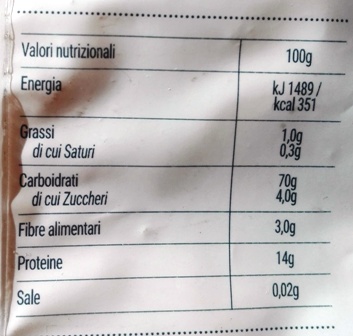 Valori nutrizionali 100g
Energia kJ 1489 /
kcal 351
Grassi 1,0g
di cui Saturi 0,3g
Carboidrati 70g
di cui Zuccheri 4,0g
Fibre alimentari 3,0g
Proteine 14g
Sale 0,02g